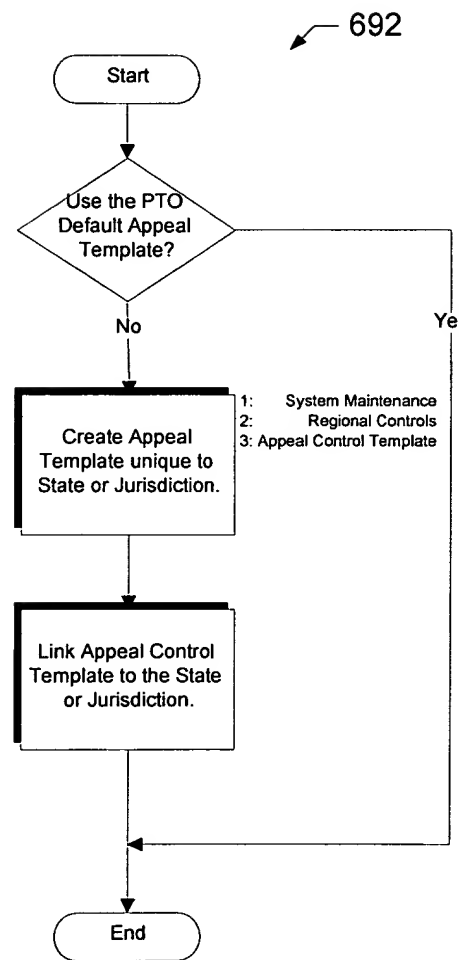 692
Start
Use the PTO
Default Appeal
Template?
No
Ye
Create Appeal
Template unique to
State or Jurisdiction.
1: System Maintenance
2: Regional Controls
3: Appeal Control Template
Link Appeal Control
Template to the State
or Jurisdiction.
End